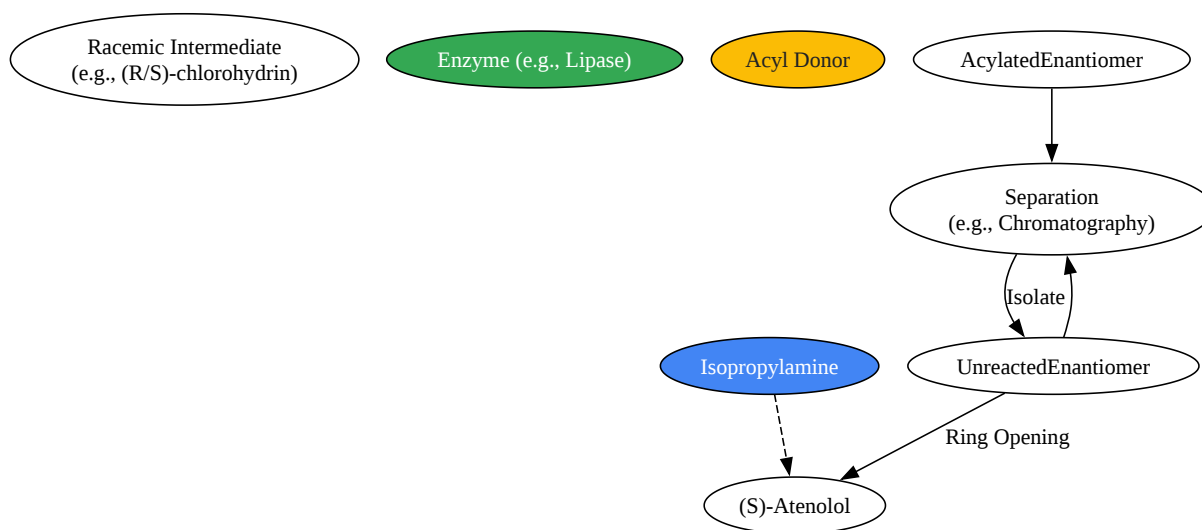 Racemic Intermediate
(e.g., (R/S)-chlorohydrin)
Enzyme (e.g., Lipase)
Acyl Donor
AcylatedEnantiomer
Separation
(e.g., Chromatography)
Isolate
Isopropylamine
UnreactedEnantiomer
Ring Opening
(S)-Atenolol